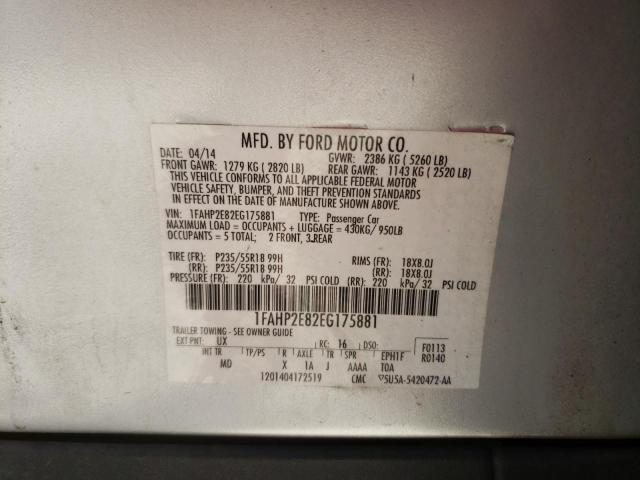 MFD. BY FORD MOTOR CO.
DATE: 04/14 GVWR: 2386 KG ( 5260 LB)
FRONT GAWR: 1279 KG ( 2820 LB) REAR GAWR: 1143 KG ( 2520 LB)
THIS VEHICLE CONFORMS TO ALL APPLICABLE FEDERAL MOTOR
VEHICLE SAFETY, BUMPER, AND THEFT PREVENTION STANDARDS
IN EFFECT ON THE DATE OF MANUFACTURE SHOWN ABOVE.
VIN: 1FAHP2E82EG175881 TYPE: Passenger Car
MAXIMUM LOAD = OCCUPANTS + LUGGAGE = 430KG/ 950LB
OCCUPANTS = 5 TOTAL; 2 FRONT, 3 REAR
TIRE (FR): P235/55R18 99H RIMS (FR): 18X8.0J
(RR): P235/55R18 99H (RR): 18X8.0J
PRESSURE (FR): 220 kPa/ 32 PSI COLD (RR): 220 kPa/ 32 PSI COLD
1FAHP2E82EG175881
TRAILER TOWING - SEE OWNER GUIDE
EXT PNT: UX RC: 16 DSO: F0113
INT TR TP/PS R AXLE TR SPR EPH1F R0140
MD X 1A J AAAA TOA
1201404172519 CMC ▽5U5A-5420472-AA